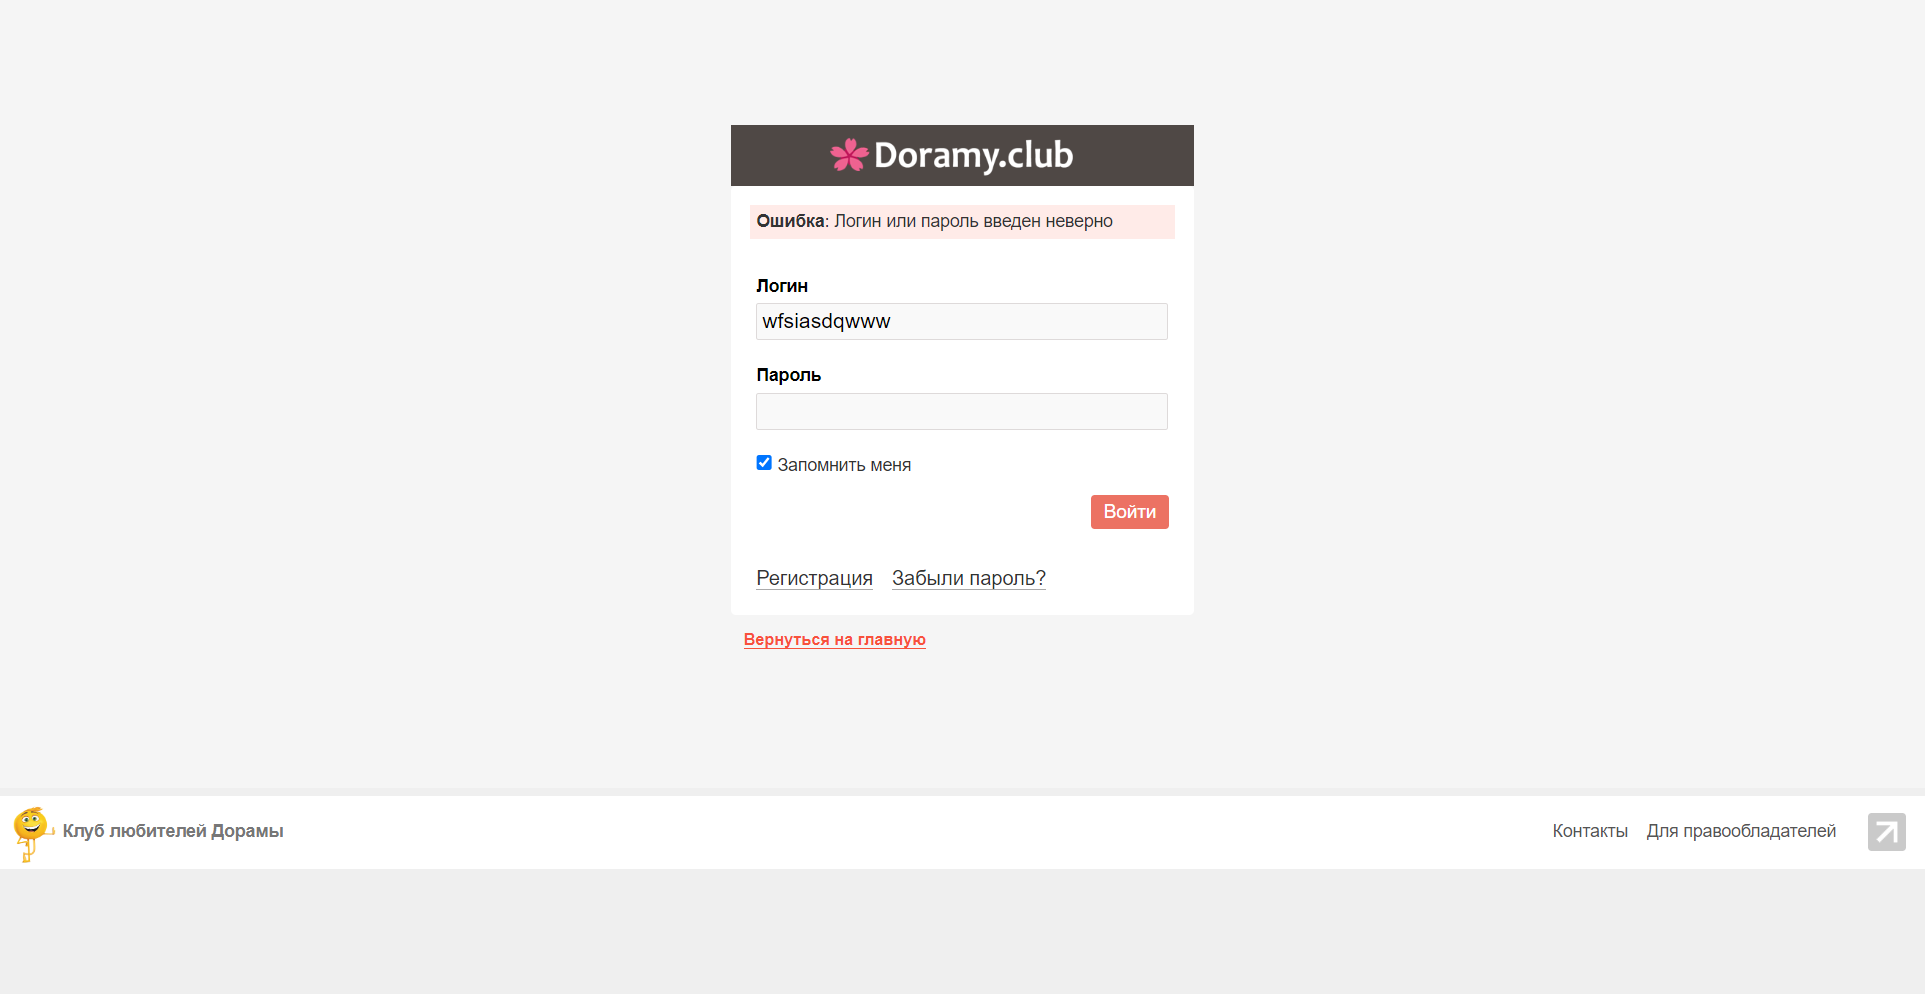 Doramy.club
Ошибка: Логин или пароль введен неверно
Логин
wfsiasdqwww
Пароль
Запомнить меня
Войти
Регистрация Забыли пароль?
Вернуться на главную
Клуб любителей Дорамы Контакты Для правообладателей